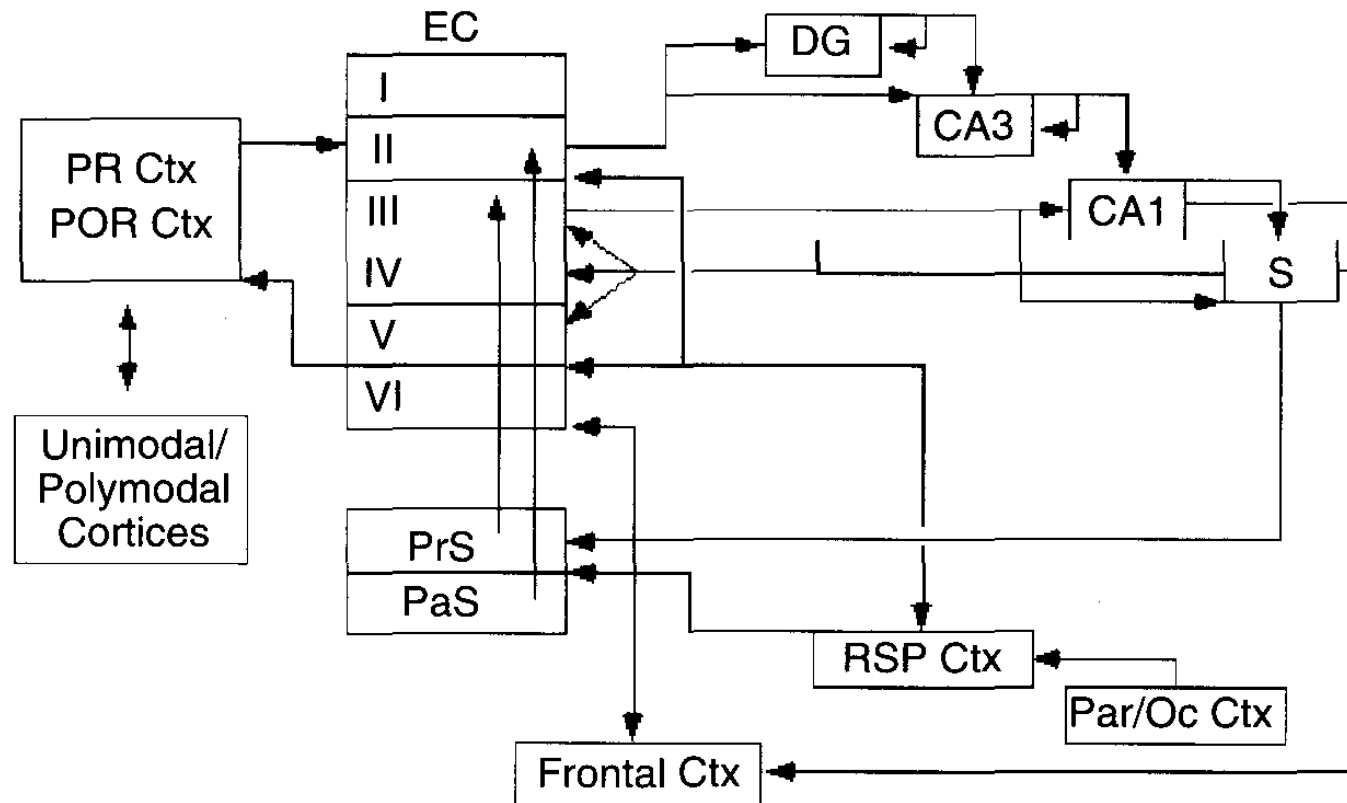 EC
DG
I
CA3
PR Ctx
POR Ctx
II
III
CA1
IV
S
V
VI
Unimodal/
Polymodal
Cortices
PrS
PaS
RSP Ctx
Par/Oc Ctx
Frontal Ctx